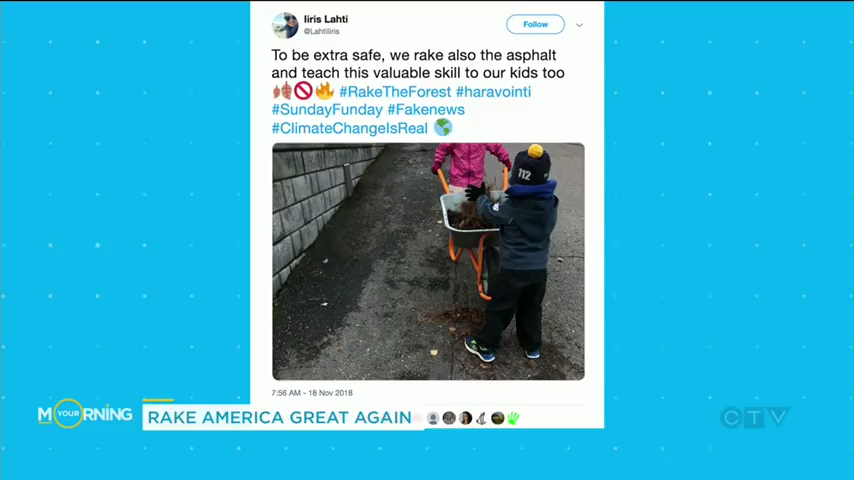 Iiris Lahti
@LahtiIiris
Follow
To be extra safe, we rake also the asphalt
and teach this valuable skill to our kids too
🍂🚫🔥 #RakeTheForest #haravointi
#SundayFunday #Fakenews
#ClimateChangeIsReal 🌎
112
7:56 AM - 18 Nov 2018
YOUR MORNING
RAKE AMERICA GREAT AGAIN
CTV